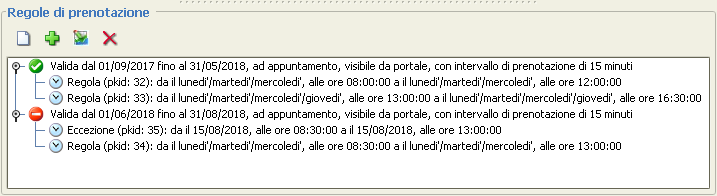 Regole di prenotazione
Valida dal 01/09/2017 fino al 31/05/2018, ad appuntamento, visibile da portale, con intervallo di prenotazione di 15 minuti
Regola (pkid: 32): da il lunedi'/martedi'/mercoledi', alle ore 08:00:00 a il lunedi'/martedi'/mercoledi', alle ore 12:00:00
Regola (pkid: 33): da il lunedi'/martedi'/mercoledi'/giovedi', alle ore 13:00:00 a il lunedi'/martedi'/mercoledi'/giovedi', alle ore 16:30:00
Valida dal 01/06/2018 fino al 31/08/2018, ad appuntamento, visibile da portale, con intervallo di prenotazione di 15 minuti
Eccezione (pkid: 35): da il 15/08/2018, alle ore 08:30:00 a il 15/08/2018, alle ore 13:00:00
Regola (pkid: 34): da il lunedi'/martedi'/mercoledi', alle ore 08:30:00 a il lunedi'/martedi'/mercoledi', alle ore 13:00:00